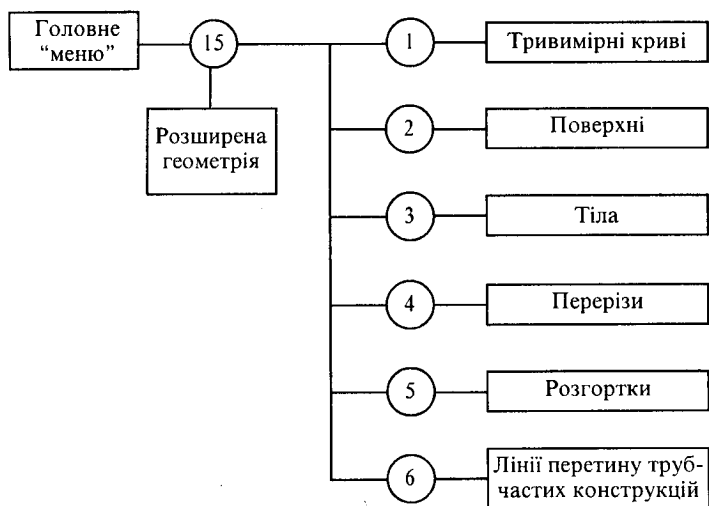 Головне
“меню”
15
1
Тривимірні криві
Розширена
геометрія
2
Поверхні
3
Тіла
4
Перерізи
5
Розгортки
6
Лінії перетину труб-
частих конструкцій